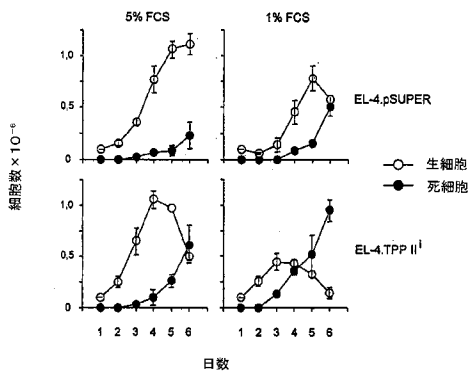 5% FCS
1% FCS
1,0
0,5
0
EL-4.pSUPER
生細胞
死細胞
細胞数×10⁻⁶
1,0
0,5
0
EL-4.TPP IIⁱ
1 2 3 4 5 6
1 2 3 4 5 6
日数